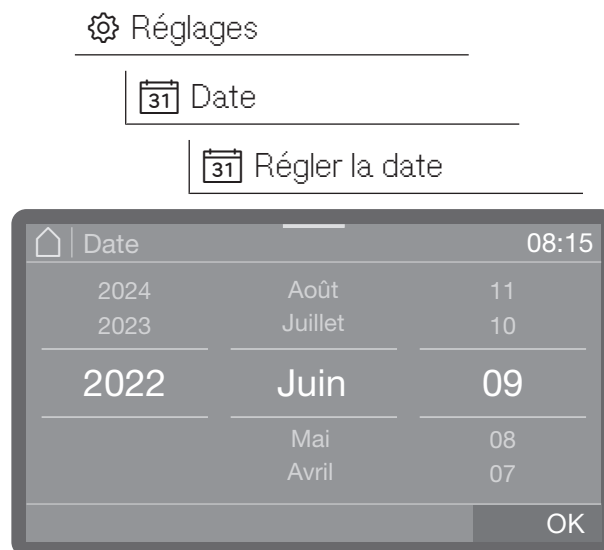 Réglages
31 Date
31 Régler la date
Date 08:15
2024 Août 11
2023 Juillet 10
2022 Juin 09
Mai 08
Avril 07
OK